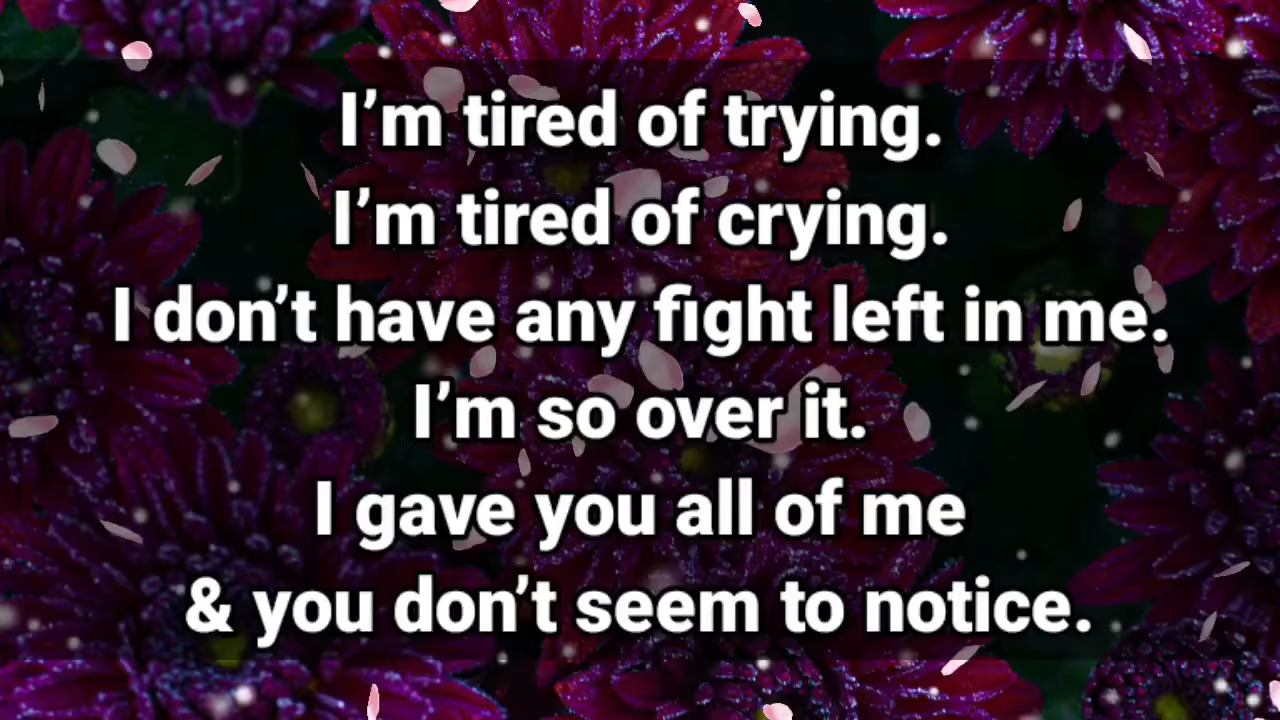 I’m tired of trying.
I’m tired of crying.
I don’t have any fight left in me.
I’m so over it.
I gave you all of me
& you don’t seem to notice.